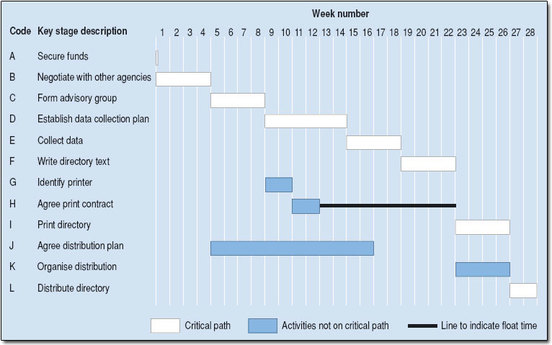 Week number
Code Key stage description 1 2 3 4 5 6 7 8 9 10 11 12 13 14 15 16 17 18 19 20 21 22 23 24 25 26 27 28
A Secure funds
B Negotiate with other agencies
C Form advisory group
D Establish data collection plan
E Collect data
F Write directory text
G Identify printer
H Agree print contract
I Print directory
J Agree distribution plan
K Organise distribution
L Distribute directory
Critical path Activities not on critical path Line to indicate float time